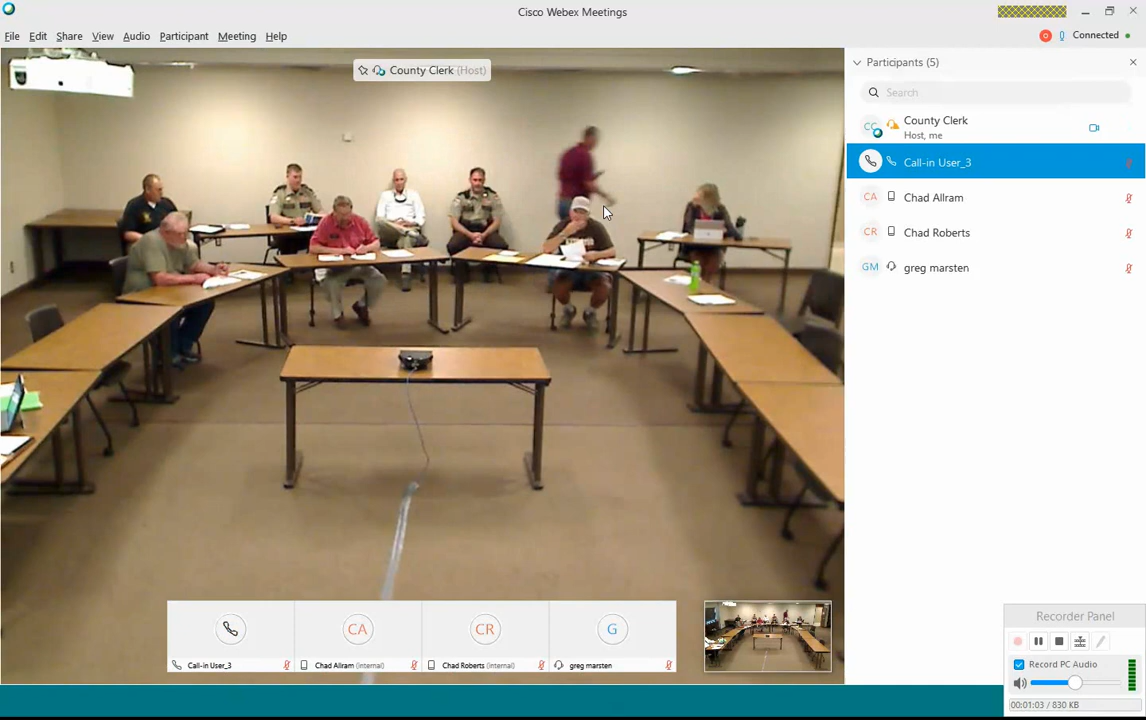 Cisco Webex Meetings
File Edit Share View Audio Participant Meeting Help
Connected
County Clerk (Host)
Participants (5)
Search
CC County Clerk
Host, me
Call-in User_3
CA Chad Allram
CR Chad Roberts
GM greg marsten
CA CR G
Call-in User_3 Chad Allram (internal) Chad Roberts (internal) greg marsten
Recorder Panel
Record PC Audio
00:01:03 / 830 KB